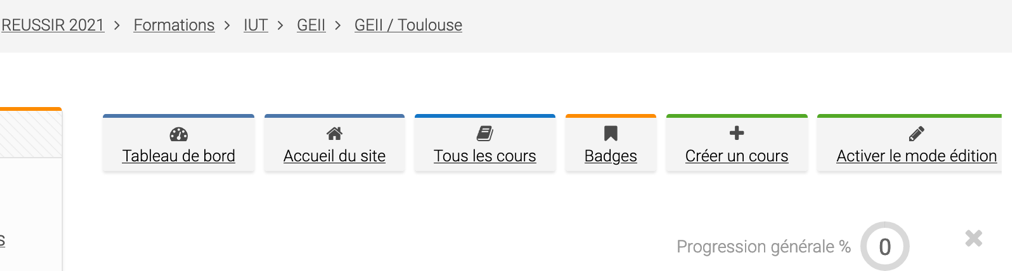 REUSSIR 2021 > Formations > IUT > GEII > GEII / Toulouse
Tableau de bord Accueil du site Tous les cours Badges Créer un cours Activer le mode édition
s
Progression générale % 0